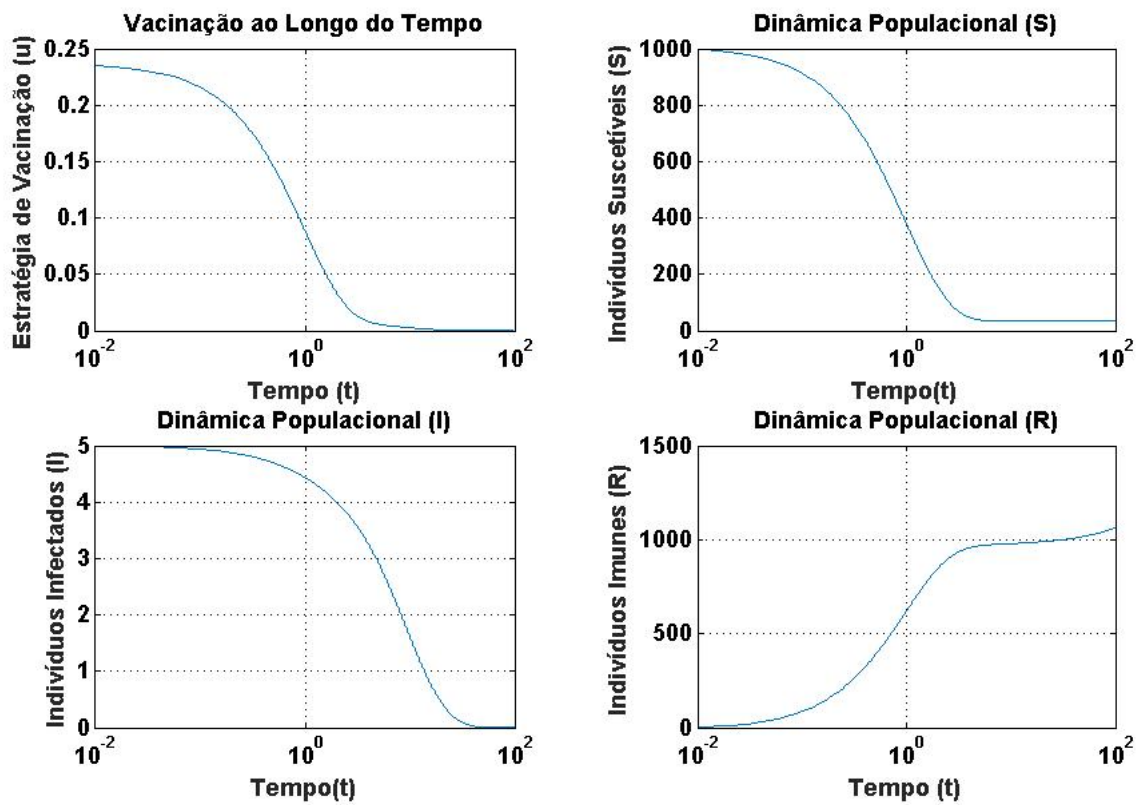 Vacinação ao Longo do Tempo
Estratégia de Vacinação (u)
0.25
0.2
0.15
0.1
0.05
0
10^-2
10^0
10^2
Tempo (t)
Dinâmica Populacional (S)
Indivíduos Suscetíveis (S)
1000
800
600
400
200
0
10^-2
10^0
10^2
Tempo(t)
Dinâmica Populacional (I)
Indivíduos Infectados (I)
5
4
3
2
1
0
10^-2
10^0
10^2
Tempo(t)
Dinâmica Populacional (R)
Indivíduos Imunes (R)
1500
1000
500
0
10^-2
10^0
10^2
Tempo (t)